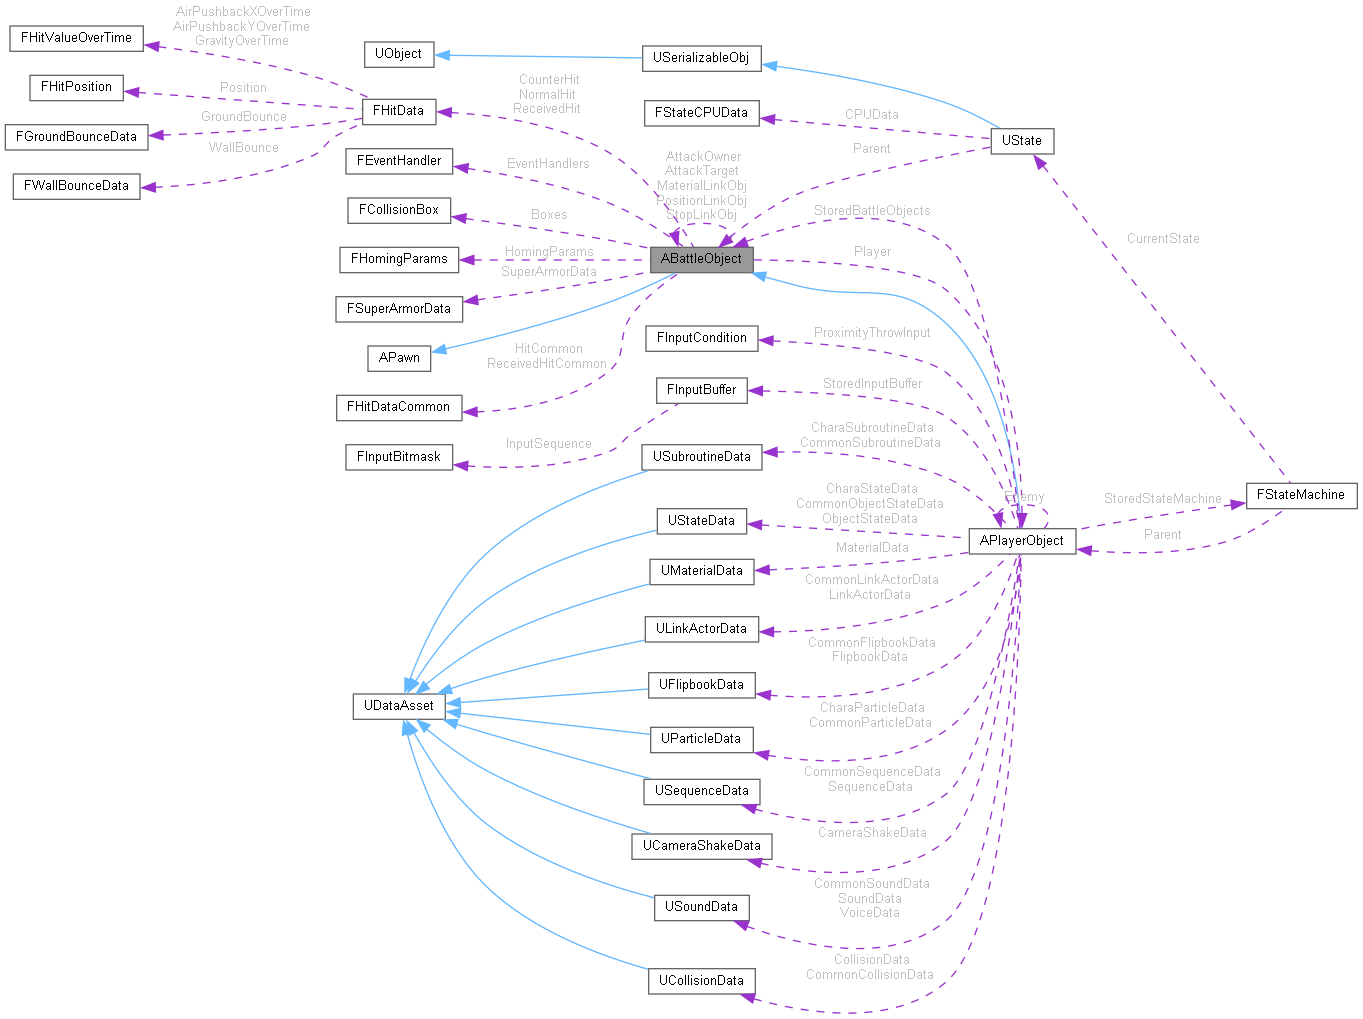 AirPushbackXOverTime
AirPushbackYOverTime
GravityOverTime
FHitValueOverTime
UObject
USerializableObj
FHitPosition
Position
CounterHit
NormalHit
ReceivedHit
FHitData
FStateCPUData
CPUData
GroundBounce
FGroundBounceData
UState
WallBounce
Parent
FEventHandler
EventHandlers
AttackOwner
AttackTarget
MaterialLinkObj
PositionLinkObj
StopLinkObj
FWallBounceData
FCollisionBox
Boxes
StoredBattleObjects
CurrentState
FHomingParams
HomingParams
ABattleObject
Player
SuperArmorData
FSuperArmorData
FInputCondition
ProximityThrowInput
APawn
HitCommon
ReceivedHitCommon
FInputBuffer
StoredInputBuffer
FHitDataCommon
CharaSubroutineData
CommonSubroutineData
InputSequence
FInputBitmask
USubroutineData
CharaStateData
CommonObjectStateData
ObjectStateData
Enemy
StoredStateMachine
FStateMachine
UStateData
APlayerObject
Parent
MaterialData
UMaterialData
CommonLinkActorData
LinkActorData
ULinkActorData
CommonFlipbookData
FlipbookData
UFlipbookData
UDataAsset
CharaParticleData
CommonParticleData
UParticleData
CommonSequenceData
SequenceData
USequenceData
CameraShakeData
UCameraShakeData
CommonSoundData
SoundData
VoiceData
USoundData
CollisionData
CommonCollisionData
UCollisionData